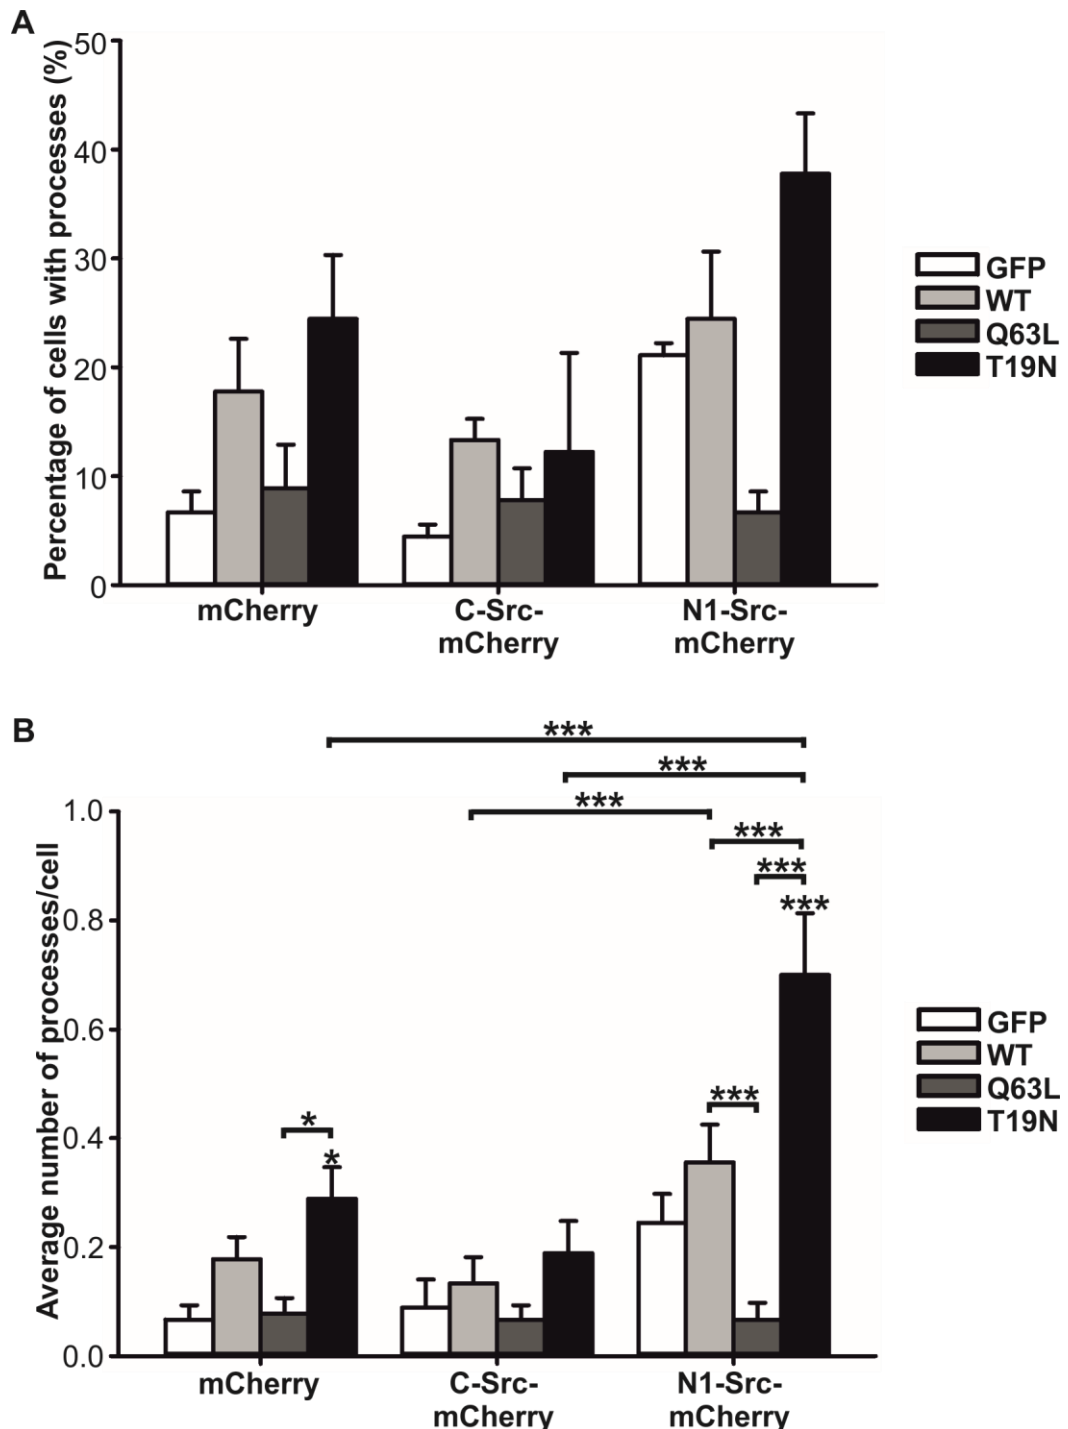 A
Percentage of cells with processes (%)
50
40
30
20
10
0
mCherry
C-Src-
mCherry
N1-Src-
mCherry
GFP
WT
Q63L
T19N
B
***
***
***
***
***
***
***
*
*
Average number of processes/cell
1.0
0.8
0.6
0.4
0.2
0.0
mCherry
C-Src-
mCherry
N1-Src-
mCherry
GFP
WT
Q63L
T19N